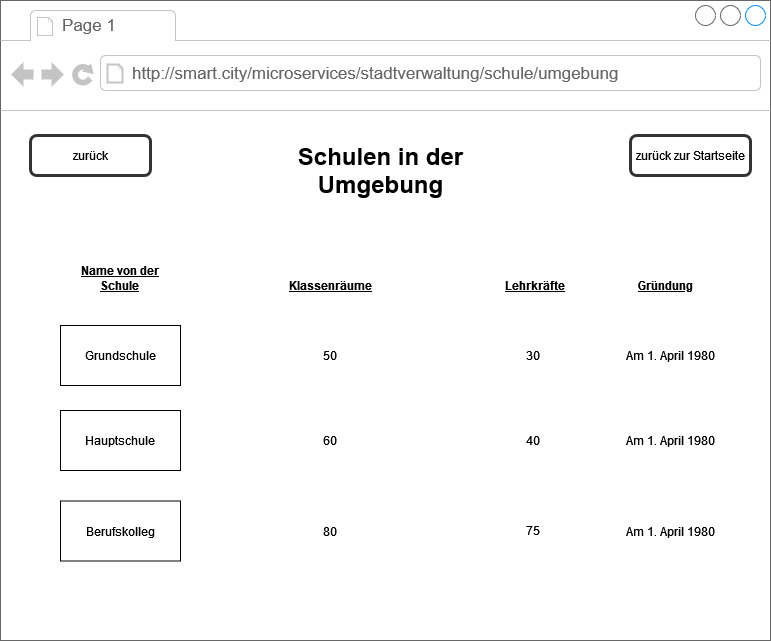 Page 1
http://smart.city/microservices/stadtverwaltung/schule/umgebung
zurück
Schulen in der
Umgebung
zurück zur Startseite
Name von der
Schule
Klassenräume
Lehrkräfte
Gründung
Grundschule
50
30
Am 1. April 1980
Hauptschule
60
40
Am 1. April 1980
Berufskolleg
80
75
Am 1. April 1980